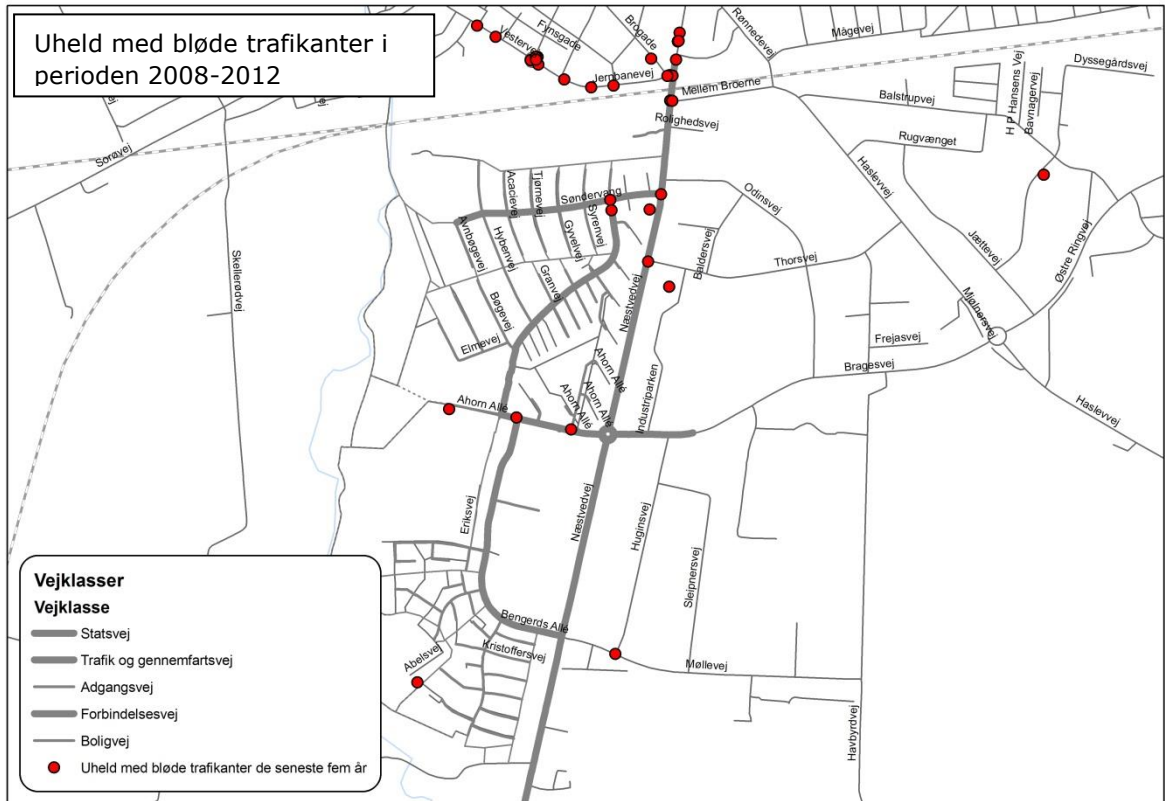 Uheld med bløde trafikanter i
perioden 2008-2012
Vestervej
Fynsgade
Brogade
Rønnedevej
Mågevej
Jernbanevej
Mellem Broerne
Dyssegårdsvej
Balstrupvej
H P Hansens Vej
Bavnagervej
Rolighedsvej
Rugvænget
Sorøvej
Haslevvej
Acacievej
Tjørnevej
Søndervang
Odinsvej
Syrenvej
Gyvelvej
Avnbøgevej
Hybenvej
Baldersvej
Jættevej
Østre Ringvej
Skellerødvej
Granvej
Thorsvej
Bøgevej
Næstvedvej
Mjølnersvej
Elmevej
Frejasvej
Bragesvej
Ahorn Allé
Ahorn Allé
Ahorn Allé
Ahorn Allé
Industriparken
Haslevvej
Eriksvej
Næstvedvej
Huginsvej
Sleipnersvej
Bengerds Allé
Kristoffersvej
Abelsvej
Møllevej
Havbyrdvej
Vejklasser
Vejklasse
Statsvej
Trafik og gennemfartsvej
Adgangsvej
Forbindelsesvej
Boligvej
Uheld med bløde trafikanter de seneste fem år